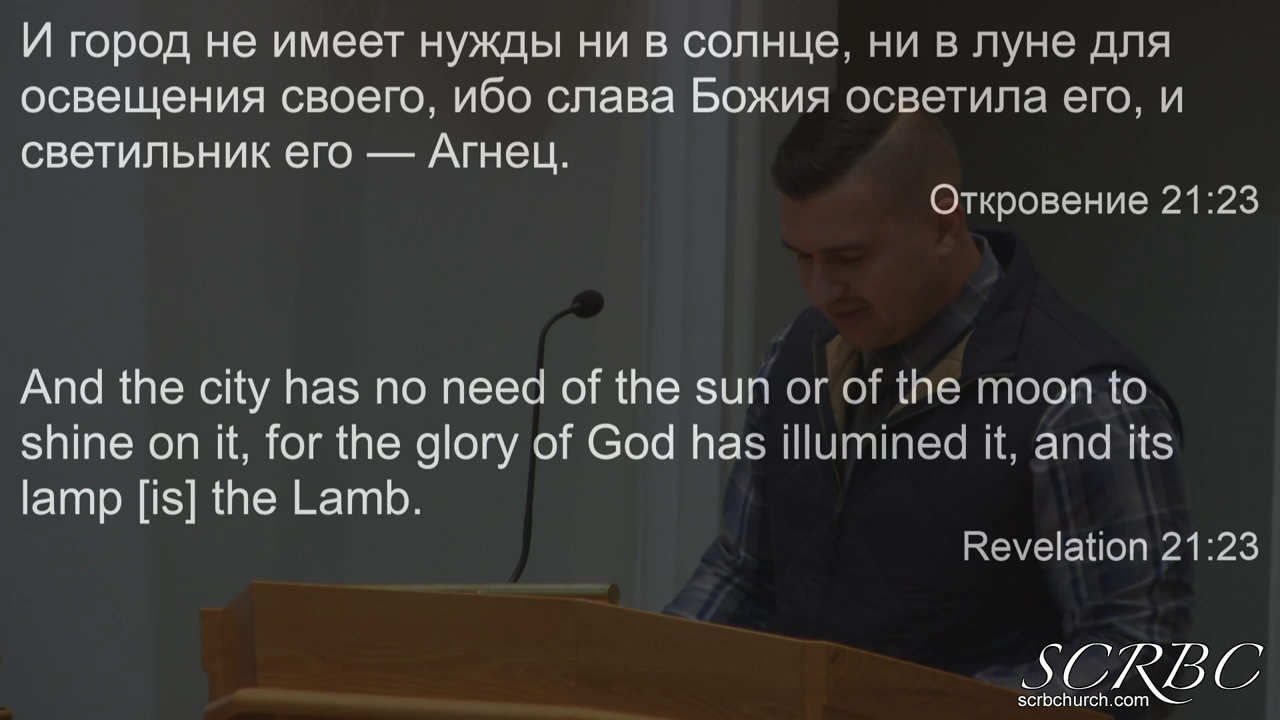 И город не имеет нужды ни в солнце, ни в луне для
освещения своего, ибо слава Божия осветила его, и
светильник его — Агнец.
Откровение 21:23
And the city has no need of the sun or of the moon to
shine on it, for the glory of God has illumined it, and its
lamp [is] the Lamb.
Revelation 21:23
SCRBC
scrbchurch.com